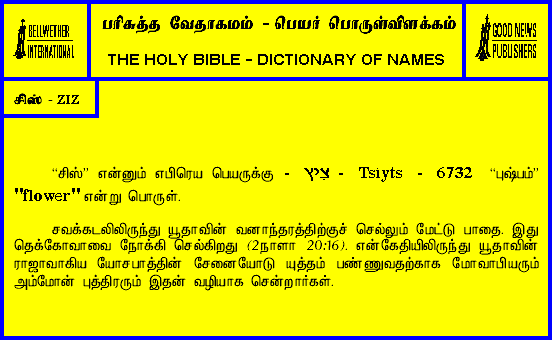 BELLWETHER
INTERNATIONAL
பரிசுத்த வேதாகமம் - பெயர் பொருள்விளக்கம்
THE HOLY BIBLE - DICTIONARY OF NAMES
GOOD NEWS
PUBLISHERS
சிஸ் - ZIZ
“சிஸ்” என்னும் எபிரெய பெயருக்கு - ציץ - Tsiyts - 6732 “புஷ்பம்”
"flower" என்று பொருள்.
சவக்கடலிலிருந்து யூதாவின் வனாந்தரத்திற்குச் செல்லும் மேட்டு பாதை. இது
தெக்கோவாவை நோக்கி செல்கிறது (2நாளா 20:16). என்கேதியிலிருந்து யூதாவின்
ராஜாவாகிய யோசபாத்தின் சேனையோடு யுத்தம் பண்ணுவதற்காக மோவாபியரும்
அம்மோன் புத்திரரும் இதன் வழியாக சென்றார்கள்.